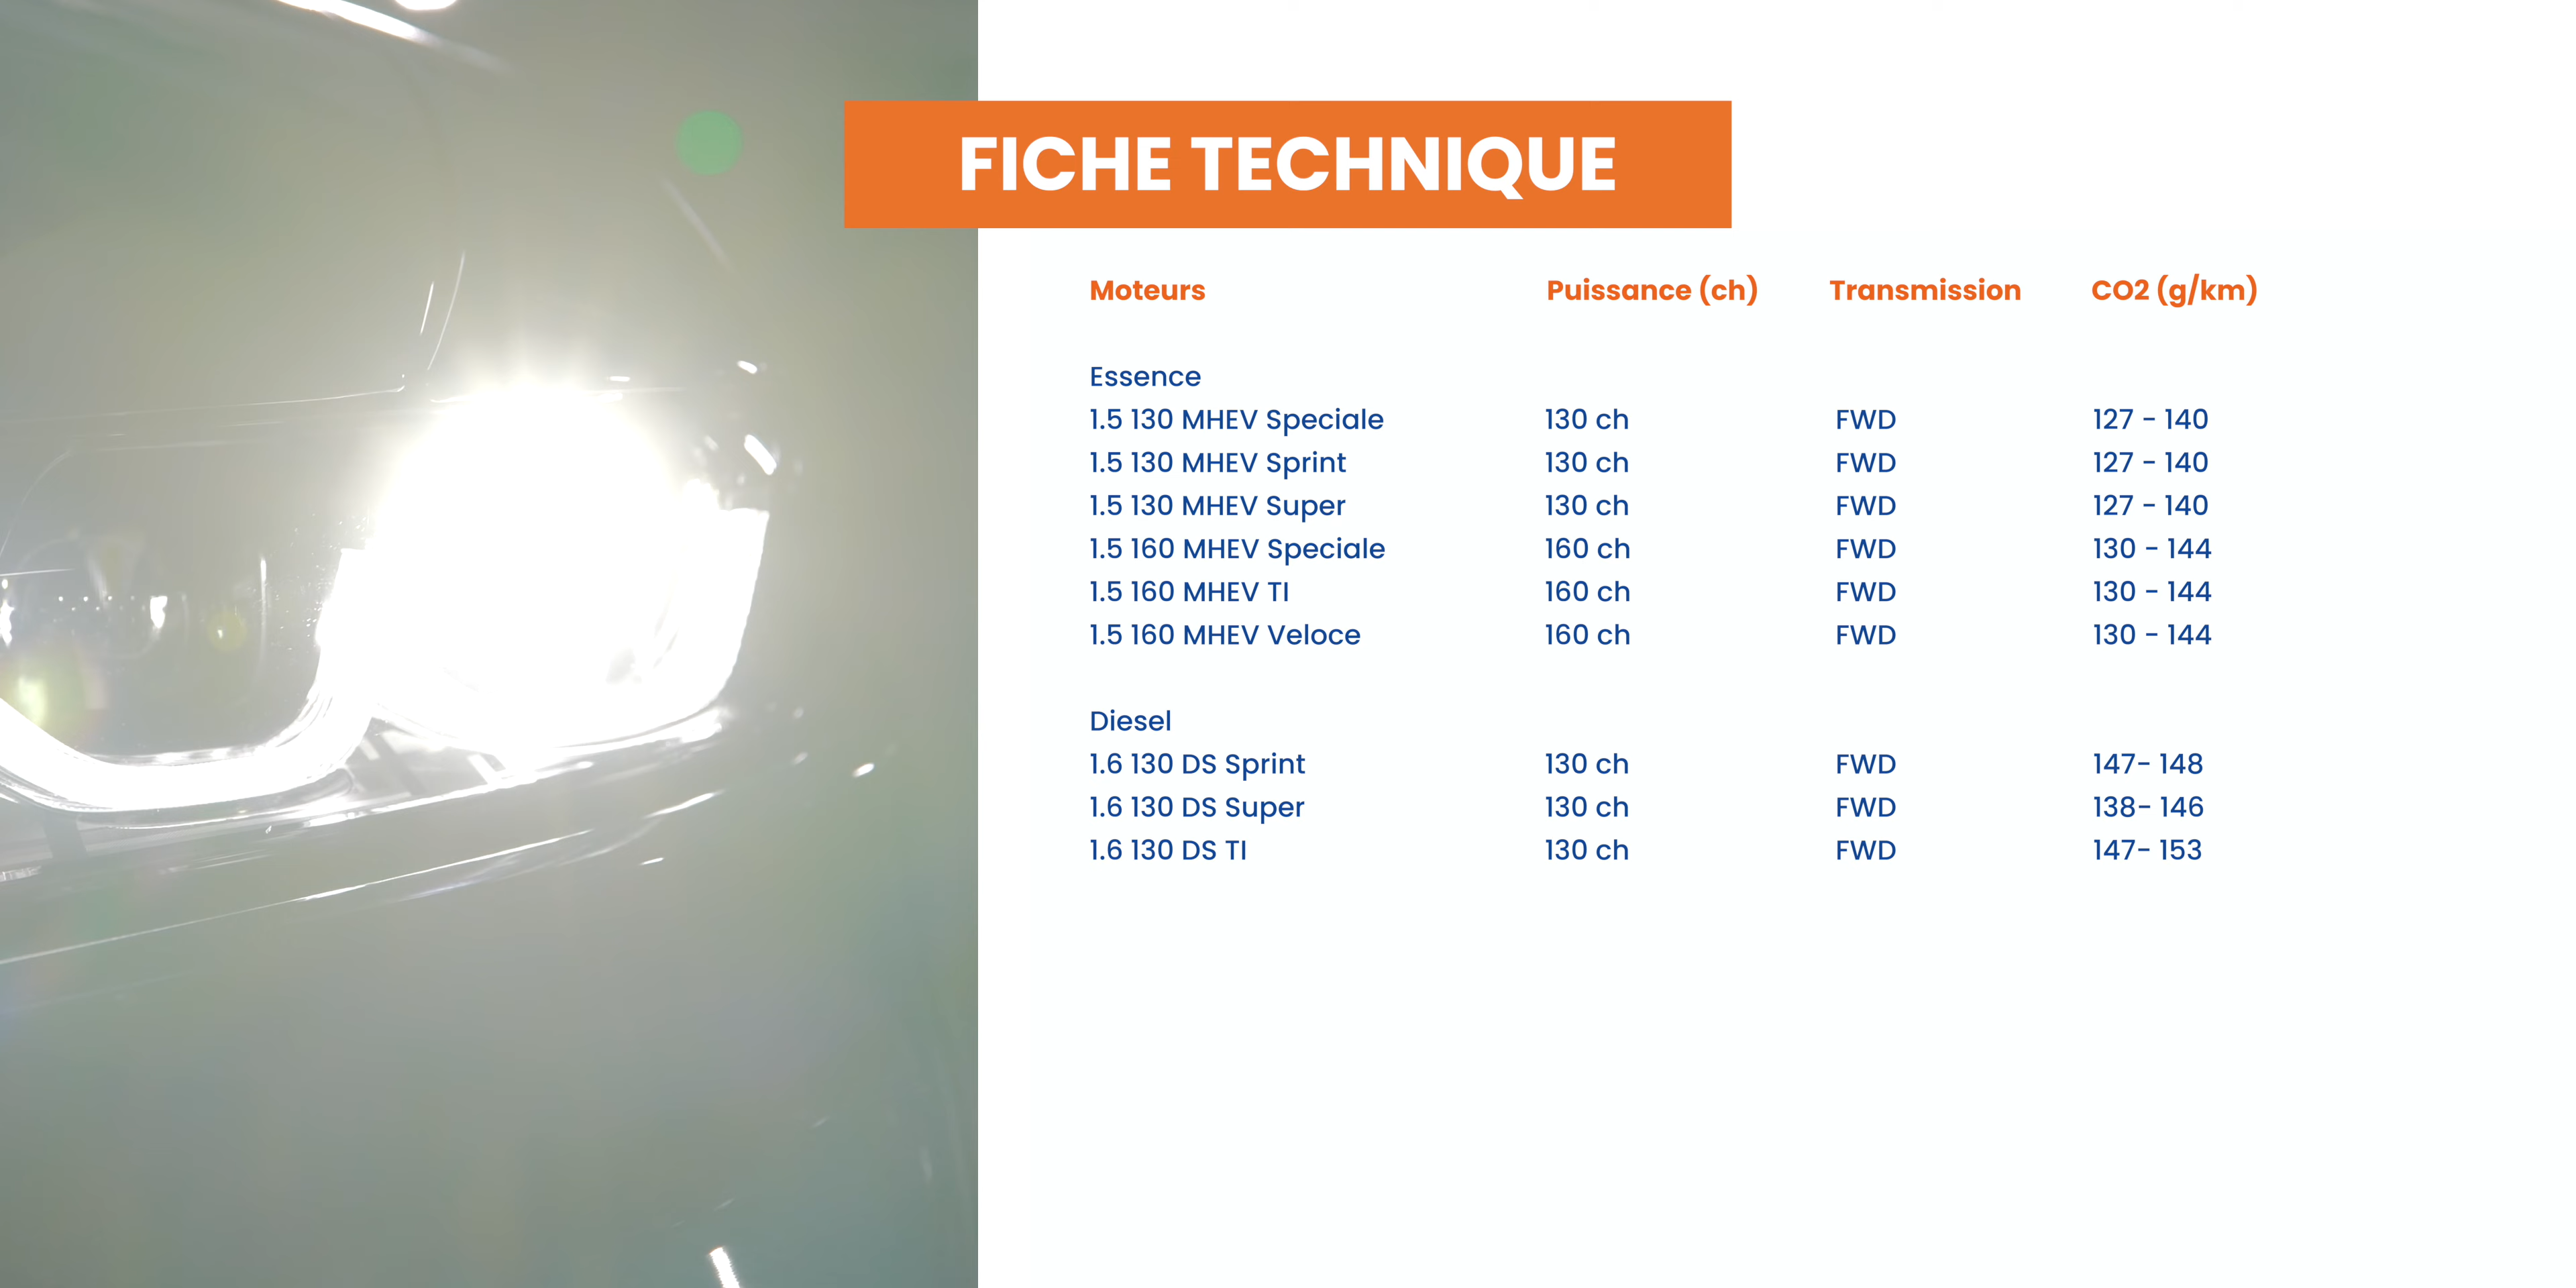 FICHE TECHNIQUE
Moteurs Puissance (ch) Transmission CO2 (g/km)
Essence
1.5 130 MHEV Speciale 130 ch FWD 127 - 140
1.5 130 MHEV Sprint 130 ch FWD 127 - 140
1.5 130 MHEV Super 130 ch FWD 127 - 140
1.5 160 MHEV Speciale 160 ch FWD 130 - 144
1.5 160 MHEV TI 160 ch FWD 130 - 144
1.5 160 MHEV Veloce 160 ch FWD 130 - 144
Diesel
1.6 130 DS Sprint 130 ch FWD 147- 148
1.6 130 DS Super 130 ch FWD 138- 146
1.6 130 DS TI 130 ch FWD 147- 153